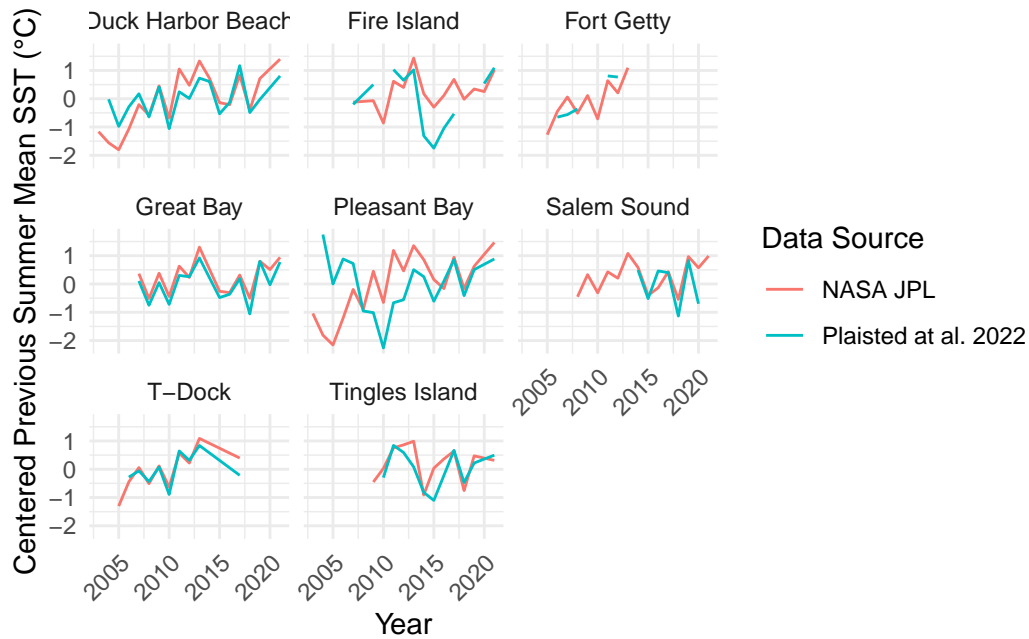 Centered Previous Summer Mean SST (°C)
Duck Harbor Beach
Fire Island
Fort Getty
1
0
−1
−2
Great Bay
Pleasant Bay
Salem Sound
1
0
−1
−2
2005
2010
2015
2020
T−Dock
Tingles Island
1
0
−1
−2
2005
2010
2015
2020
2005
2010
2015
2020
Year
Data Source
NASA JPL
Plaisted at al. 2022